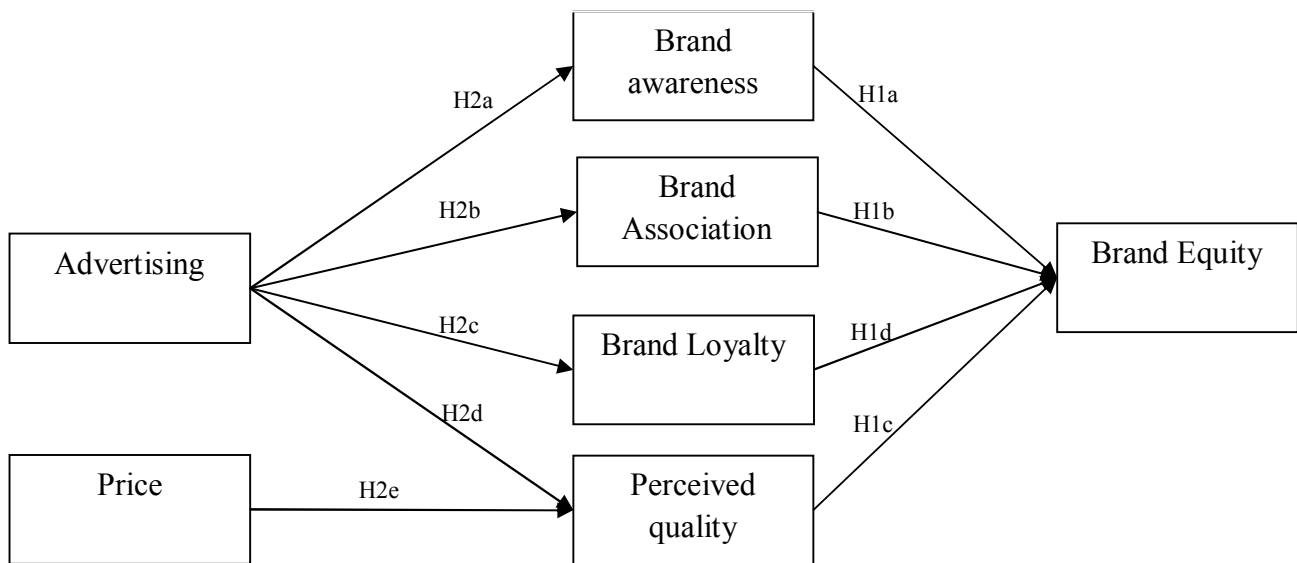 Brand
awareness
H1a
H2a
Brand
Association
H2b
H1b
Advertising
Brand Equity
H2c
Brand Loyalty
H1d
H2d
H1c
Price
H2e
Perceived
quality